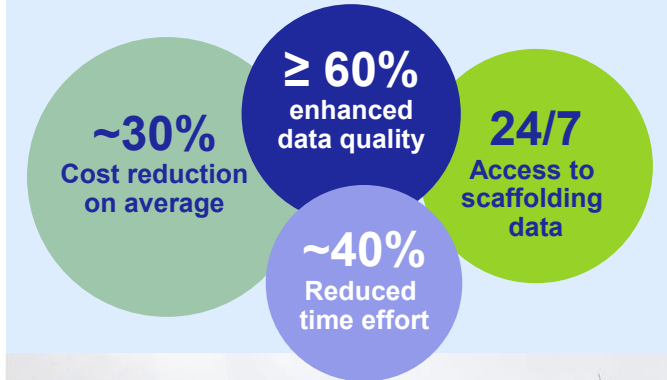 ≥ 60%
enhanced
data quality
~30%
Cost reduction
on average
24/7
Access to
scaffolding
data
~40%
Reduced
time effort